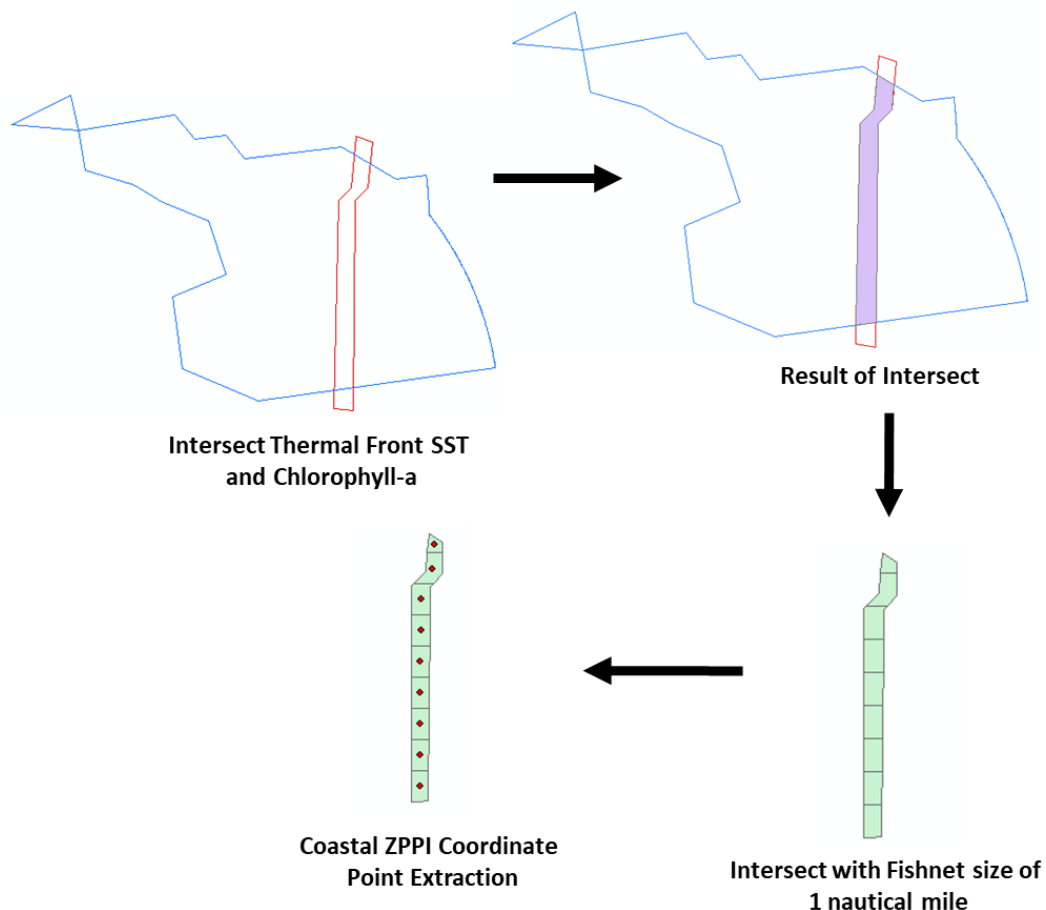 Intersect Thermal Front SST
and Chlorophyll-a
Result of Intersect
Intersect with Fishnet size of
1 nautical mile
Coastal ZPPI Coordinate
Point Extraction